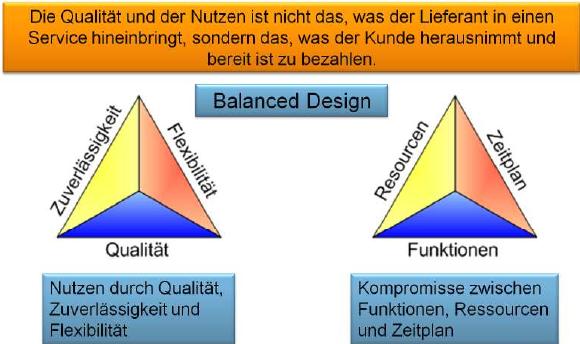 Die Qualität und der Nutzen ist nicht das, was der Lieferant in einen
Service hineinbringt, sondern das, was der Kunde herausnimmt und
bereit ist zu bezahlen.
Balanced Design
Zuverlässigkeit
Flexibilität
Qualität
Resourcen
Zeitplan
Funktionen
Nutzen durch Qualität,
Zuverlässigkeit und
Flexibilität
Kompromisse zwischen
Funktionen, Ressourcen
und Zeitplan